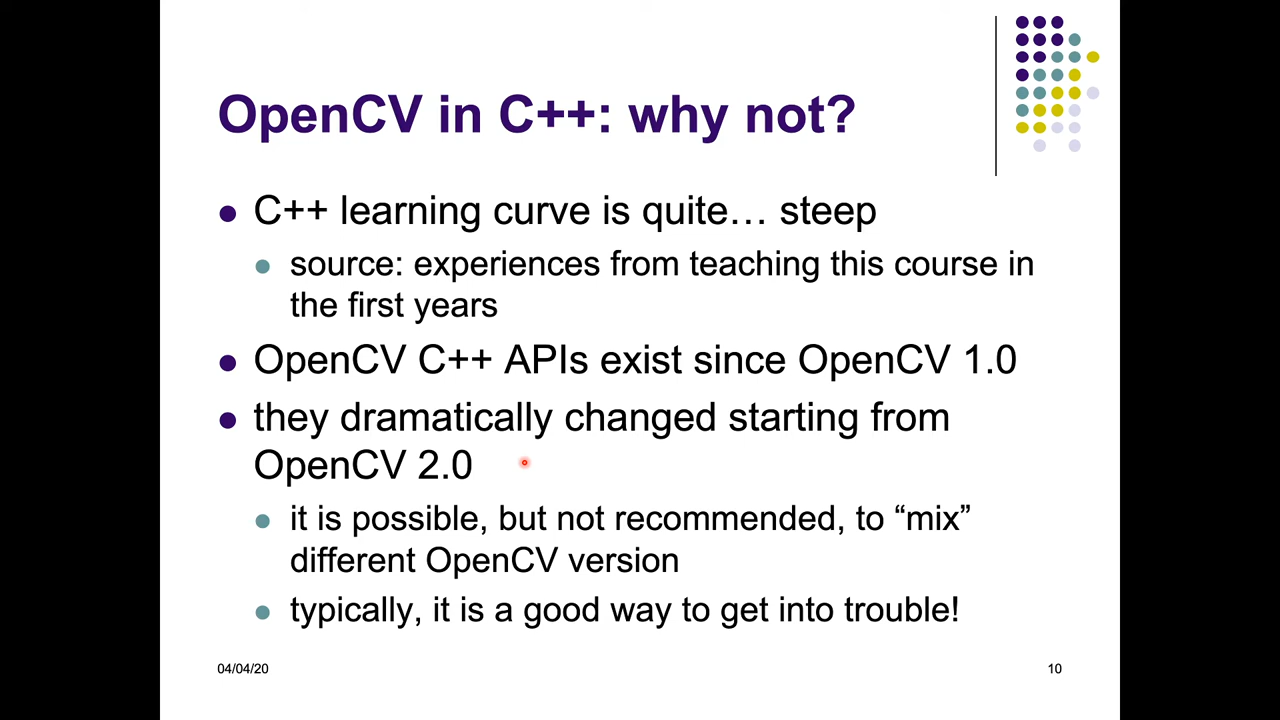 OpenCV in C++: why not?
C++ learning curve is quite… steep
source: experiences from teaching this course in
the first years
OpenCV C++ APIs exist since OpenCV 1.0
they dramatically changed starting from
OpenCV 2.0
it is possible, but not recommended, to “mix”
different OpenCV version
typically, it is a good way to get into trouble!
04/04/20
10